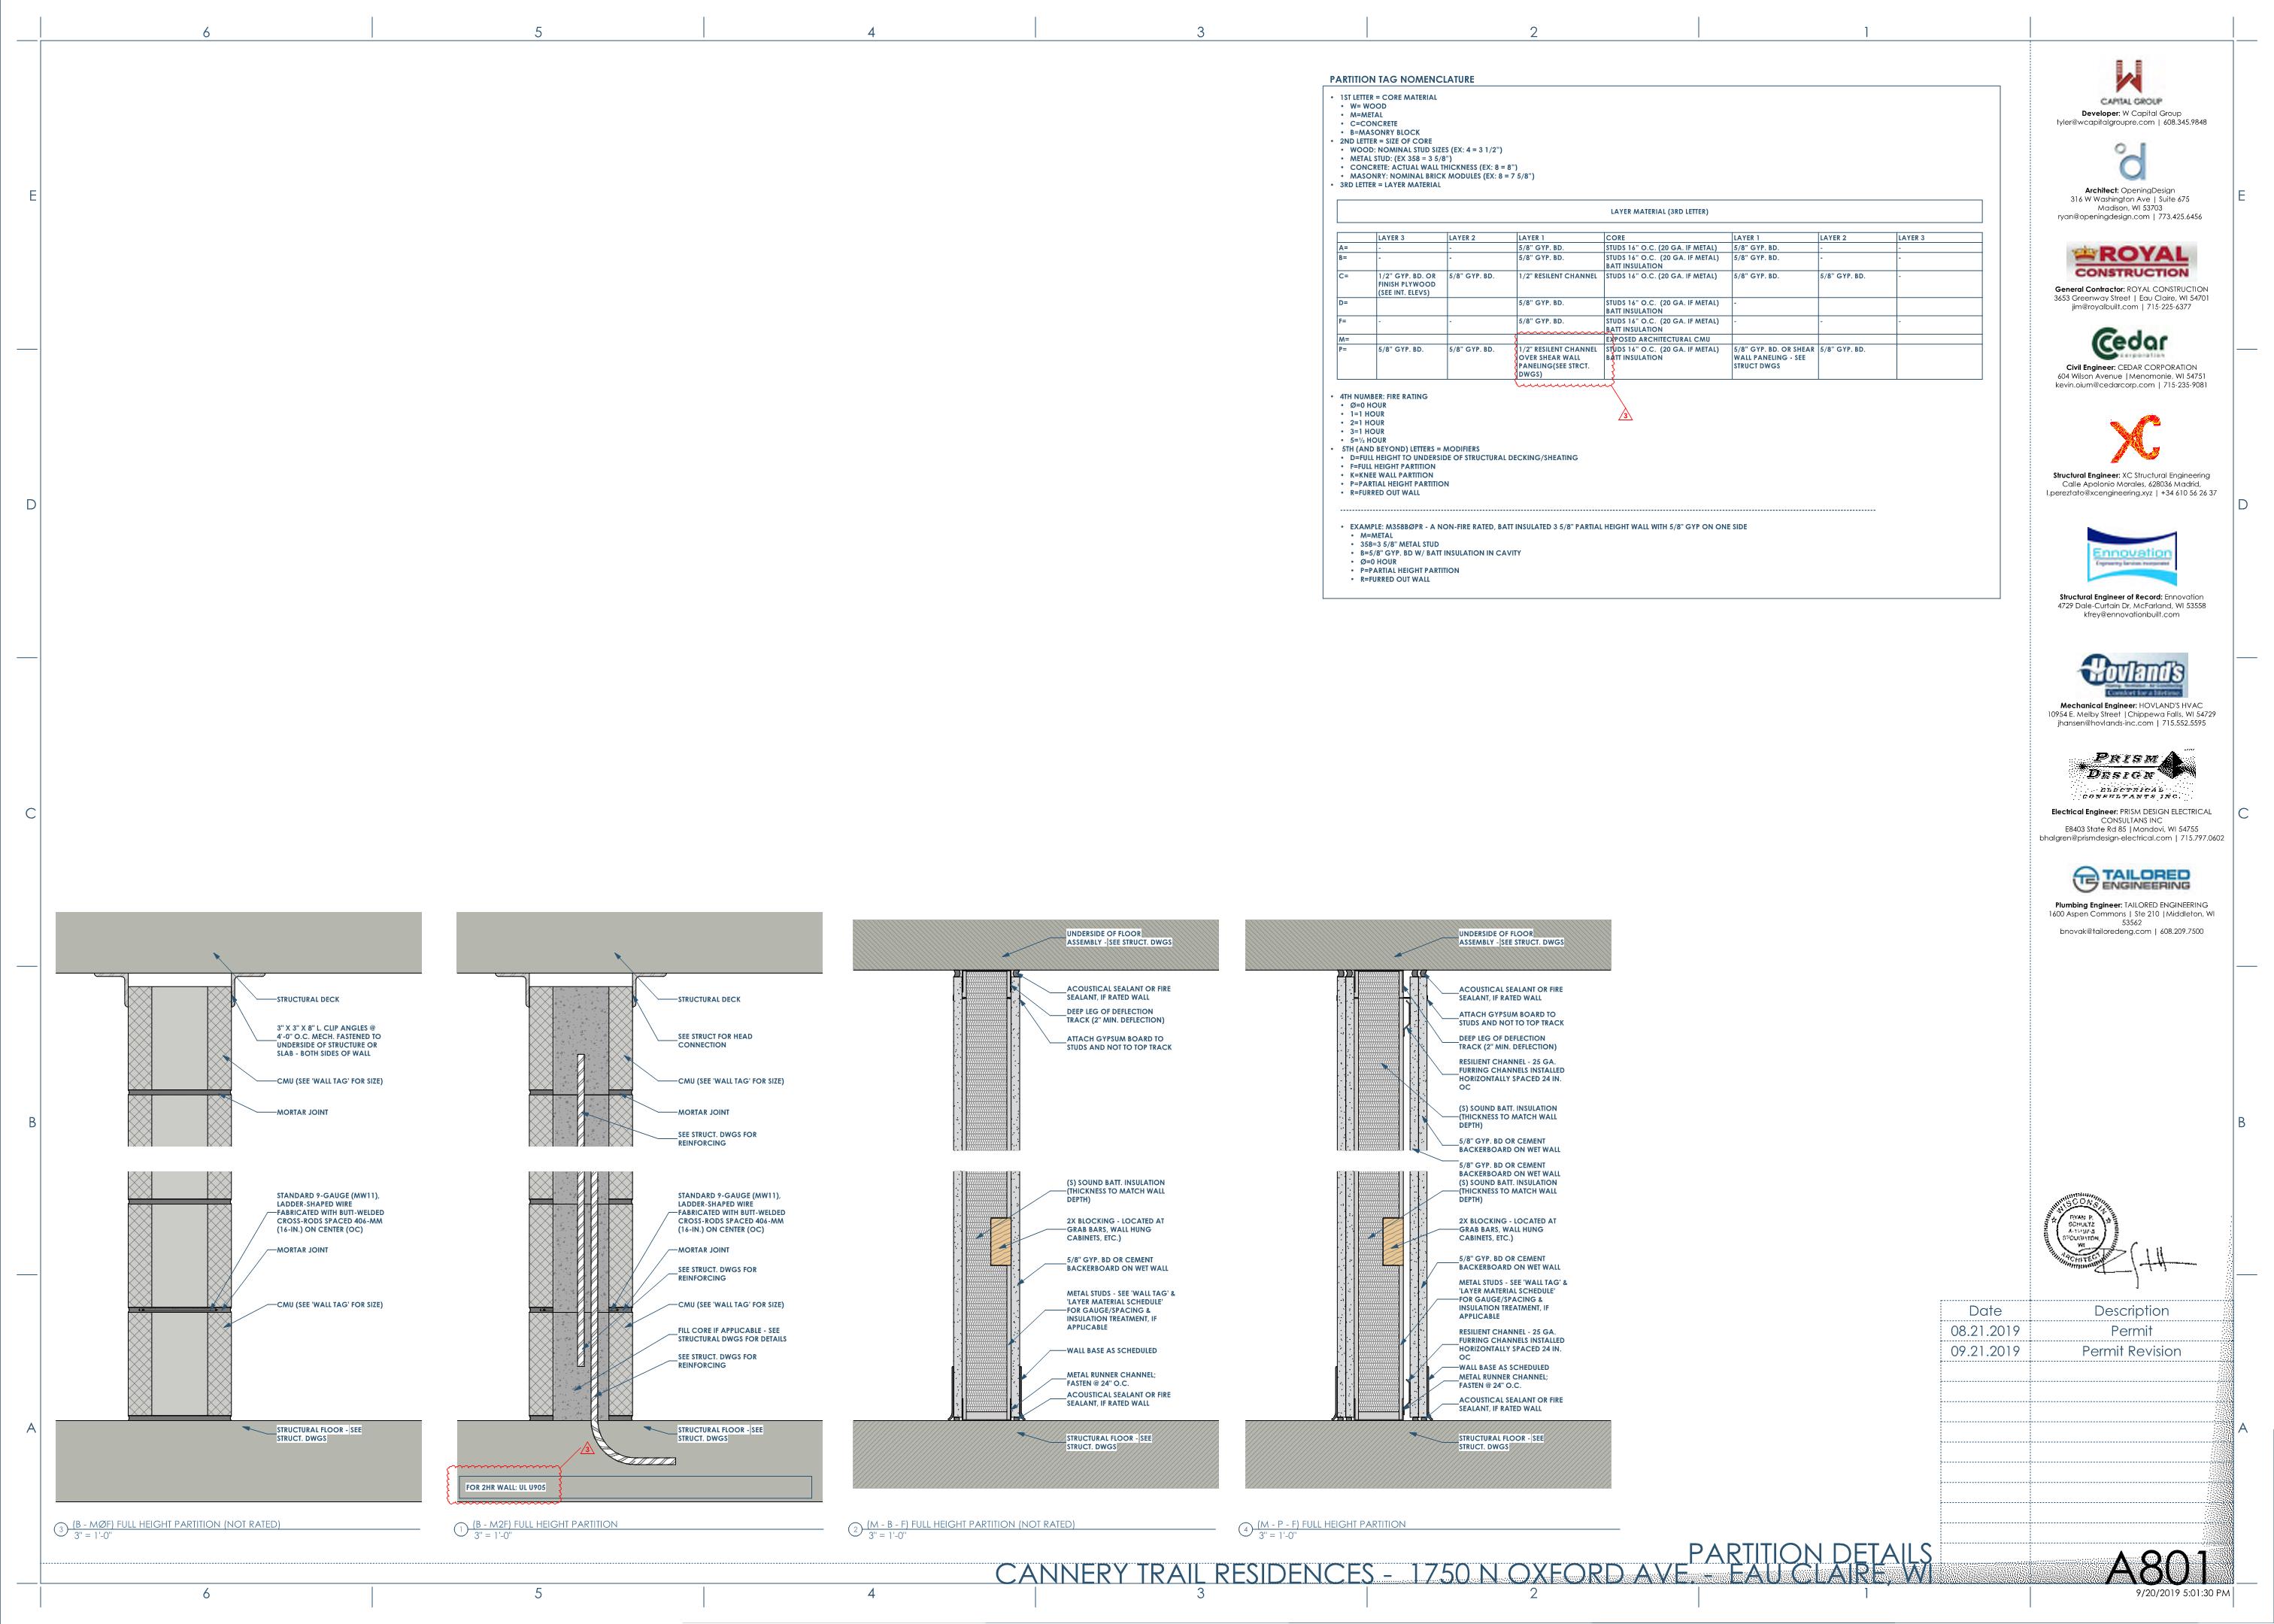 6
5
4
3
2
1
E
D
C
B
A
PARTITION TAG NOMENCLATURE
• 1ST LETTER = CORE MATERIAL
• W= WOOD
• M=METAL
• C=CONCRETE
• B=MASONRY BLOCK
• 2ND LETTER = SIZE OF CORE
• WOOD: NOMINAL STUD SIZES (EX: 4 = 3 1/2")
• METAL STUD: (EX 358 = 3 5/8")
• CONCRETE: ACTUAL WALL THICKNESS (EX: 8 = 8")
• MASONRY: NOMINAL BRICK MODULES (EX: 8 = 7 5/8")
• 3RD LETTER = LAYER MATERIAL
LAYER MATERIAL (3RD LETTER)
LAYER 3 LAYER 2 LAYER 1 CORE LAYER 1 LAYER 2 LAYER 3
A= - - 5/8" GYP. BD. STUDS 16" O.C. (20 GA. IF METAL) 5/8" GYP. BD. - -
B= - - 5/8" GYP. BD. STUDS 16" O.C. (20 GA. IF METAL) BATT INSULATION 5/8" GYP. BD. - -
C= 1/2" GYP. BD. OR FINISH PLYWOOD (SEE INT. ELEVS) 5/8" GYP. BD. 1/2" RESILENT CHANNEL STUDS 16" O.C. (20 GA. IF METAL) 5/8" GYP. BD. 5/8" GYP. BD. -
D= 5/8" GYP. BD. STUDS 16" O.C. (20 GA. IF METAL) BATT INSULATION -
F= - - 5/8" GYP. BD. STUDS 16" O.C. (20 GA. IF METAL) BATT INSULATION - - -
M= EXPOSED ARCHITECTURAL CMU
P= 5/8" GYP. BD. 5/8" GYP. BD. 1/2" RESILENT CHANNEL OVER SHEAR WALL PANELING(SEE STRCT. DWGS) STUDS 16" O.C. (20 GA. IF METAL) BATT INSULATION 5/8" GYP. BD. OR SHEAR WALL PANELING - SEE STRUCT DWGS 5/8" GYP. BD.
3
• 4TH NUMBER: FIRE RATING
• Ø=0 HOUR
• 1=1 HOUR
• 2=1 HOUR
• 3=1 HOUR
• 5=½ HOUR
• 5TH (AND BEYOND) LETTERS = MODIFIERS
• D=FULL HEIGHT TO UNDERSIDE OF STRUCTURAL DECKING/SHEATING
• F=FULL HEIGHT PARTITION
• K=KNEE WALL PARTITION
• P=PARTIAL HEIGHT PARTITION
• R=FURRED OUT WALL
• EXAMPLE: M358BØPR - A NON-FIRE RATED, BATT INSULATED 3 5/8" PARTIAL HEIGHT WALL WITH 5/8" GYP ON ONE SIDE
• M=METAL
• 358=3 5/8" METAL STUD
• B=5/8" GYP. BD W/ BATT INSULATION IN CAVITY
• Ø=0 HOUR
• P=PARTIAL HEIGHT PARTITION
• R=FURRED OUT WALL
CAPITAL GROUP
Developer: W Capital Group
tyler@wcapitalgroupre.com | 608.345.9848
Architect: OpeningDesign
316 W Washington Ave | Suite 675
Madison, WI 53703
ryan@openingdesign.com | 773.425.6456
ROYAL
CONSTRUCTION
General Contractor: ROYAL CONSTRUCTION
3653 Greenway Street | Eau Claire, WI 54701
jim@royalbuilt.com | 715-225-6377
Cedar
corporation
Civil Engineer: CEDAR CORPORATION
604 Wilson Avenue |Menomonie, WI 54751
kevin.oium@cedarcorp.com | 715-235-9081
XC
Structural Engineer: XC Structural Engineering
Calle Apolonio Morales, 628036 Madrid,
l.pereztato@xcengineering.xyz | +34 610 56 26 37
Ennovation
Engineering Services Incorporated
Structural Engineer of Record: Ennovation
4729 Dale-Curtain Dr, McFarland, WI 53558
kfrey@ennovationbuilt.com
Hovland's
Heating - Ventilation - Air Conditioning
Comfort for a lifetime
Mechanical Engineer: HOVLAND'S HVAC
10954 E. Melby Street |Chippewa Falls, WI 54729
jhansen@hovlands-inc.com | 715.552.5595
PRISM
DESIGN
ELECTRICAL
CONSULTANTS INC.
Electrical Engineer: PRISM DESIGN ELECTRICAL
CONSULTANS INC
E8403 State Rd 85 |Mondovi, WI 54755
bhalgren@prismdesign-electrical.com | 715.797.0602
TE TAILORED
ENGINEERING
Plumbing Engineer: TAILORED ENGINEERING
1600 Aspen Commons | Ste 210 |Middleton, WI
53562
bnovak@tailoredeng.com | 608.209.7500
STRUCTURAL DECK
3" X 3" X 8" L. CLIP ANGLES @
4'-0" O.C. MECH. FASTENED TO
UNDERSIDE OF STRUCTURE OR
SLAB - BOTH SIDES OF WALL
CMU (SEE 'WALL TAG' FOR SIZE)
MORTAR JOINT
STANDARD 9-GAUGE (MW11),
LADDER-SHAPED WIRE
FABRICATED WITH BUTT-WELDED
CROSS-RODS SPACED 406-MM
(16-IN.) ON CENTER (OC)
MORTAR JOINT
CMU (SEE 'WALL TAG' FOR SIZE)
STRUCTURAL FLOOR - SEE
STRUCT. DWGS
3 (B - MØF) FULL HEIGHT PARTITION (NOT RATED)
3" = 1'-0"
STRUCTURAL DECK
SEE STRUCT FOR HEAD
CONNECTION
CMU (SEE 'WALL TAG' FOR SIZE)
MORTAR JOINT
SEE STRUCT. DWGS FOR
REINFORCING
STANDARD 9-GAUGE (MW11),
LADDER-SHAPED WIRE
FABRICATED WITH BUTT-WELDED
CROSS-RODS SPACED 406-MM
(16-IN.) ON CENTER (OC)
MORTAR JOINT
SEE STRUCT. DWGS FOR
REINFORCING
CMU (SEE 'WALL TAG' FOR SIZE)
FILL CORE IF APPLICABLE - SEE
STRUCTURAL DWGS FOR DETAILS
SEE STRUCT. DWGS FOR
REINFORCING
STRUCTURAL FLOOR - SEE
STRUCT. DWGS
3
FOR 2HR WALL: UL U905
1 (B - M2F) FULL HEIGHT PARTITION
3" = 1'-0"
UNDERSIDE OF FLOOR
ASSEMBLY - SEE STRUCT. DWGS
ACOUSTICAL SEALANT OR FIRE
SEALANT, IF RATED WALL
DEEP LEG OF DEFLECTION
TRACK (2" MIN. DEFLECTION)
ATTACH GYPSUM BOARD TO
STUDS AND NOT TO TOP TRACK
(S) SOUND BATT. INSULATION
(THICKNESS TO MATCH WALL
DEPTH)
2X BLOCKING - LOCATED AT
GRAB BARS, WALL HUNG
CABINETS, ETC.)
5/8" GYP. BD OR CEMENT
BACKERBOARD ON WET WALL
METAL STUDS - SEE 'WALL TAG' &
'LAYER MATERIAL SCHEDULE'
FOR GAUGE/SPACING &
INSULATION TREATMENT, IF
APPLICABLE
WALL BASE AS SCHEDULED
METAL RUNNER CHANNEL;
FASTEN @ 24" O.C.
ACOUSTICAL SEALANT OR FIRE
SEALANT, IF RATED WALL
STRUCTURAL FLOOR - SEE
STRUCT. DWGS
2 (M - B - F) FULL HEIGHT PARTITION (NOT RATED)
3" = 1'-0"
UNDERSIDE OF FLOOR
ASSEMBLY - SEE STRUCT. DWGS
ACOUSTICAL SEALANT OR FIRE
SEALANT, IF RATED WALL
ATTACH GYPSUM BOARD TO
STUDS AND NOT TO TOP TRACK
DEEP LEG OF DEFLECTION
TRACK (2" MIN. DEFLECTION)
RESILIENT CHANNEL - 25 GA.
FURRING CHANNELS INSTALLED
HORIZONTALLY SPACED 24 IN.
OC
(S) SOUND BATT. INSULATION
(THICKNESS TO MATCH WALL
DEPTH)
5/8" GYP. BD OR CEMENT
BACKERBOARD ON WET WALL
5/8" GYP. BD OR CEMENT
BACKERBOARD ON WET WALL
(S) SOUND BATT. INSULATION
(THICKNESS TO MATCH WALL
DEPTH)
2X BLOCKING - LOCATED AT
GRAB BARS, WALL HUNG
CABINETS, ETC.)
5/8" GYP. BD OR CEMENT
BACKERBOARD ON WET WALL
METAL STUDS - SEE 'WALL TAG' &
'LAYER MATERIAL SCHEDULE'
FOR GAUGE/SPACING &
INSULATION TREATMENT, IF
APPLICABLE
RESILIENT CHANNEL - 25 GA.
FURRING CHANNELS INSTALLED
HORIZONTALLY SPACED 24 IN.
OC
WALL BASE AS SCHEDULED
METAL RUNNER CHANNEL;
FASTEN @ 24" O.C.
ACOUSTICAL SEALANT OR FIRE
SEALANT, IF RATED WALL
STRUCTURAL FLOOR - SEE
STRUCT. DWGS
4 (M - P - F) FULL HEIGHT PARTITION
3" = 1'-0"
WISCONSIN
RYAN P.
SCHULTZ
WI
ARCHITECT
Date Description
08.21.2019 Permit
09.21.2019 Permit Revision
PARTITION DETAILS
CANNERY TRAIL RESIDENCES - 1750 N OXFORD AVE. - EAU CLAIRE, WI
A801
9/20/2019 5:01:30 PM
E
D
C
B
A
6
5
4
3
2
1